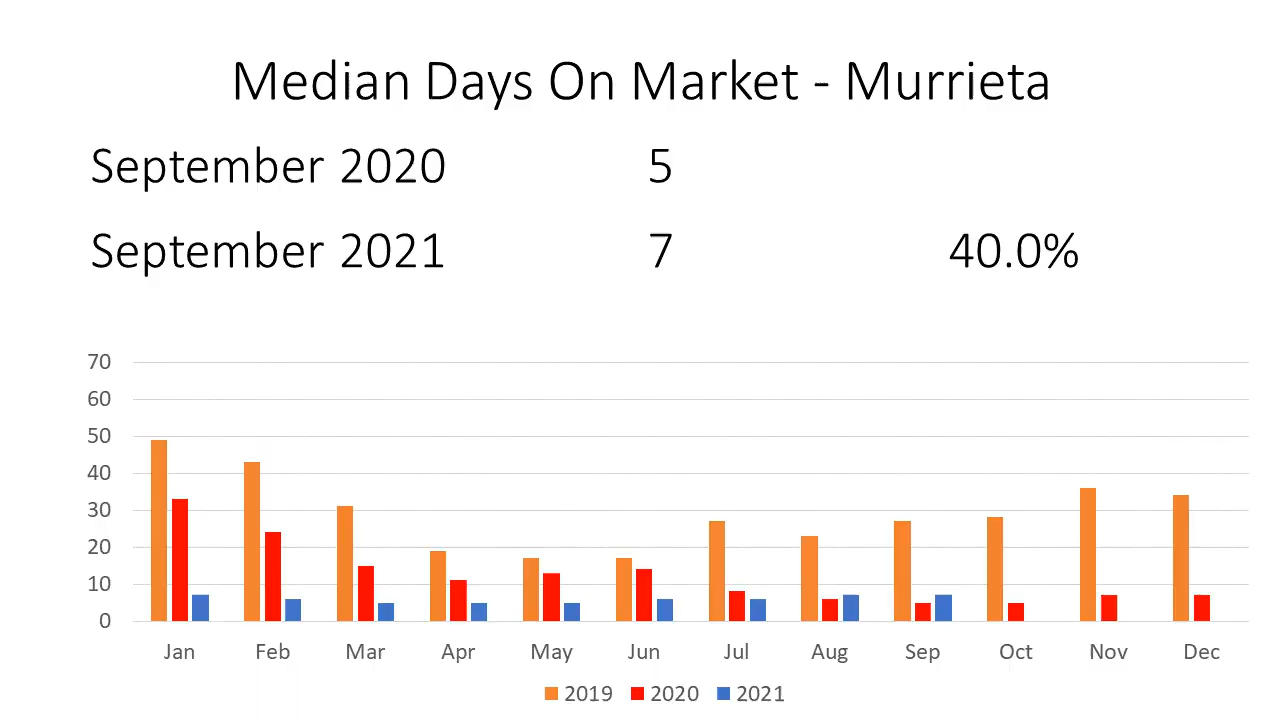 Median Days On Market - Murrieta
September 2020 5
September 2021 7 40.0%
70
60
50
40
30
20
10
0
Jan Feb Mar Apr May Jun Jul Aug Sep Oct Nov Dec
2019 2020 2021